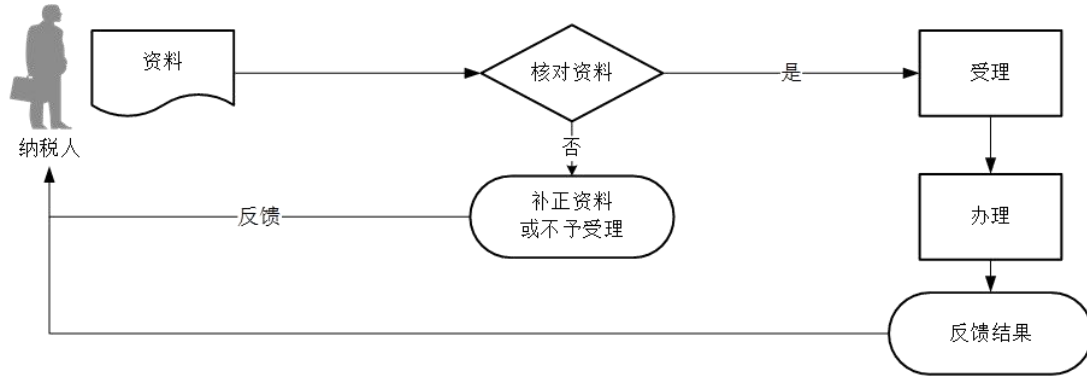 资料
核对资料
是
受理
纳税人
否
补正资料
或不予受理
反馈
办理
反馈结果